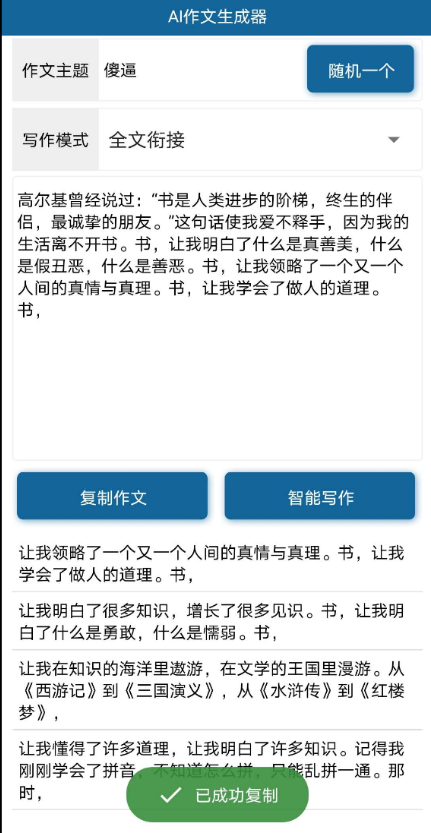 AI作文生成器
作文主题 傻逼 随机一个
写作模式 全文衔接
高尔基曾经说过：“书是人类进步的阶梯，终生的伴
侣，最诚挚的朋友。”这句话使我爱不释手，因为我的
生活离不开书。书，让我明白了什么是真善美，什么
是假丑恶，什么是善恶。书，让我领略了一个又一个
人间的真情与真理。书，让我学会了做人的道理。
书，
复制作文 智能写作
让我领略了一个又一个人间的真情与真理。书，让我
学会了做人的道理。书，
让我明白了很多知识，增长了很多见识。书，让我明
白了什么是勇敢，什么是懦弱。书，
让我在知识的海洋里遨游，在文学的王国里漫游。从
《西游记》到《三国演义》，从《水浒传》到《红楼
梦》，
让我懂得了许多道理，让我明白了许多知识。记得我
刚刚学会了拼音，不知道怎么拼，只能乱拼一通。那
时，
已成功复制